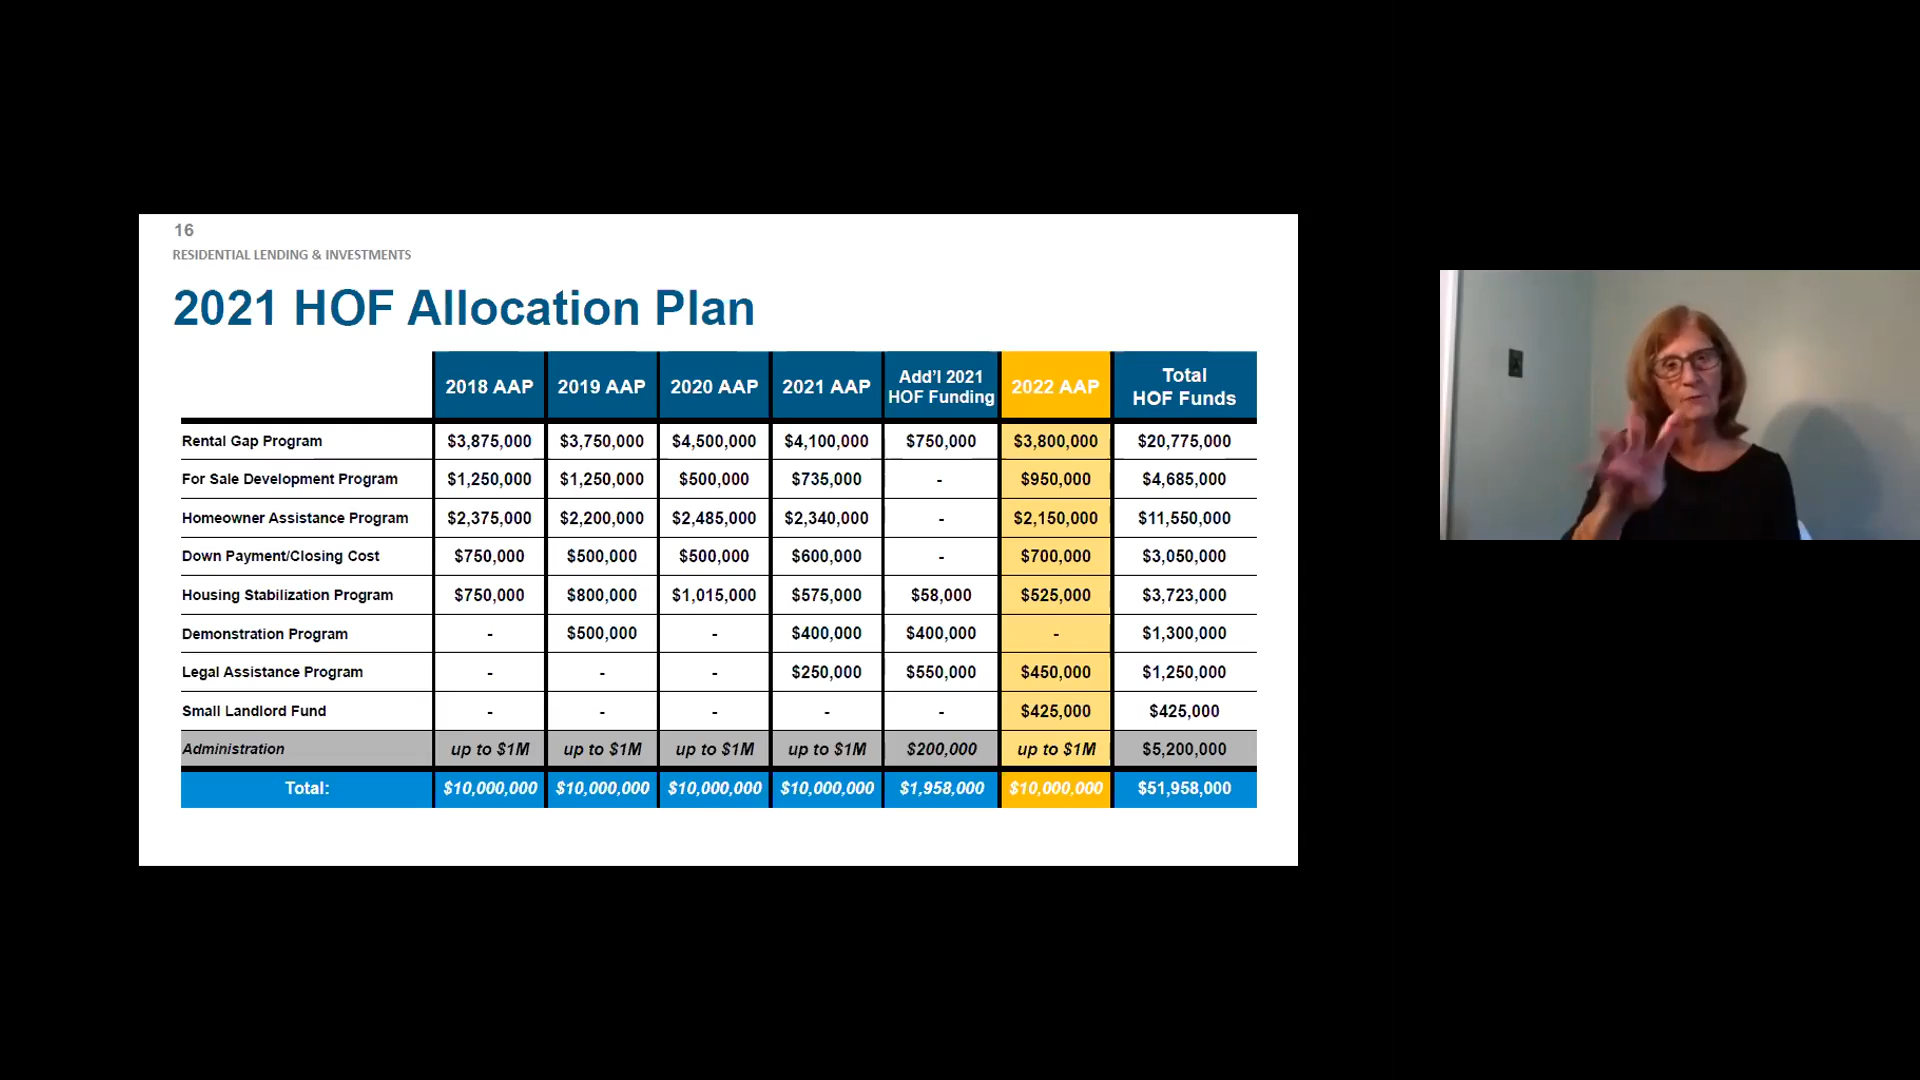 16
RESIDENTIAL LENDING & INVESTMENTS
2021 HOF Allocation Plan
2018 AAP 2019 AAP 2020 AAP 2021 AAP Add'l 2021 HOF Funding 2022 AAP Total HOF Funds
Rental Gap Program $3,875,000 $3,750,000 $4,500,000 $4,100,000 $750,000 $3,800,000 $20,775,000
For Sale Development Program $1,250,000 $1,250,000 $500,000 $735,000 - $950,000 $4,685,000
Homeowner Assistance Program $2,375,000 $2,200,000 $2,485,000 $2,340,000 - $2,150,000 $11,550,000
Down Payment/Closing Cost $750,000 $500,000 $500,000 $600,000 - $700,000 $3,050,000
Housing Stabilization Program $750,000 $800,000 $1,015,000 $575,000 $58,000 $525,000 $3,723,000
Demonstration Program - $500,000 - $400,000 $400,000 - $1,300,000
Legal Assistance Program - - - $250,000 $550,000 $450,000 $1,250,000
Small Landlord Fund - - - - - $425,000 $425,000
Administration up to $1M up to $1M up to $1M up to $1M $200,000 up to $1M $5,200,000
Total: $10,000,000 $10,000,000 $10,000,000 $10,000,000 $1,958,000 $10,000,000 $51,958,000